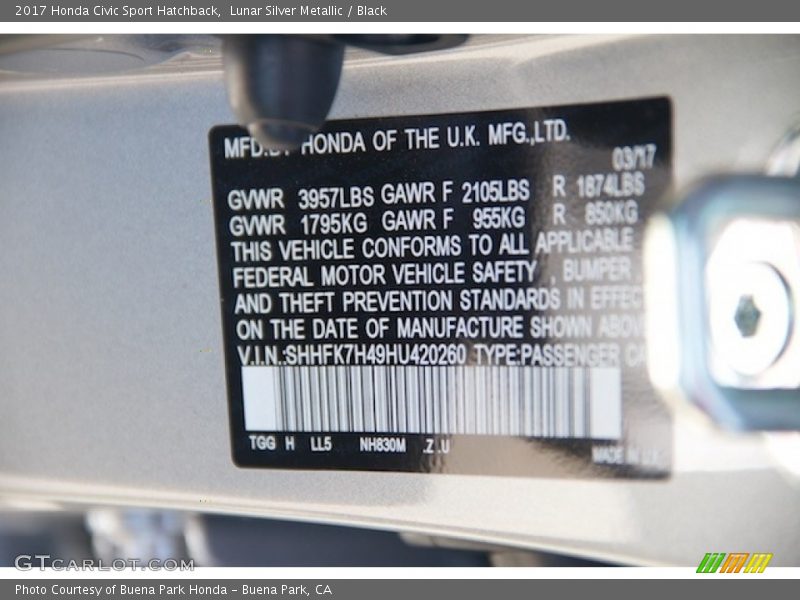 2017 Honda Civic Sport Hatchback,  Lunar Silver Metallic / Black
MFD. BY HONDA OF THE U.K. MFG.,LTD.
03/17
GVWR 3957LBS GAWR F 2105LBS R 1874LBS
GVWR 1795KG GAWR F 955KG R 850KG
THIS VEHICLE CONFORMS TO ALL APPLICABLE
FEDERAL MOTOR VEHICLE SAFETY , BUMPER
AND THEFT PREVENTION STANDARDS IN EFFEC
ON THE DATE OF MANUFACTURE SHOWN ABOV
V.I.N.:SHHFK7H49HU420260 TYPE:PASSENGER CA
TGG H LL5 NH830M .Z .U
MADE IN
GTcarlot.com
Photo Courtesy of Buena Park Honda – Buena Park, CA